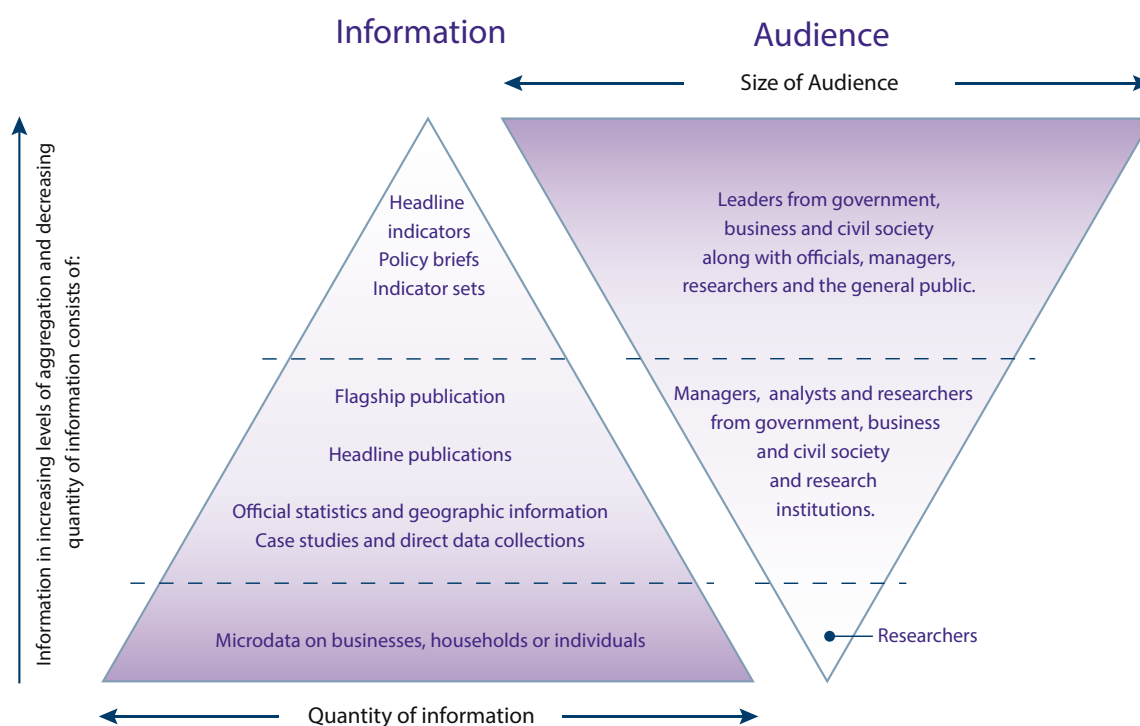 Information
Audience
Size of Audience
Information in increasing levels of aggregation and decreasing
quantity of information consists of:
Headline
indicators
Policy briefs
Indicator sets
Flagship publication
Headline publications
Official statistics and geographic information
Case studies and direct data collections
Microdata on businesses, households or individuals
Quantity of information
Leaders from government,
business and civil society
along with officials, managers,
researchers and the general public.
Managers, analysts and researchers
from government, business
and civil society
and research
institutions.
Researchers